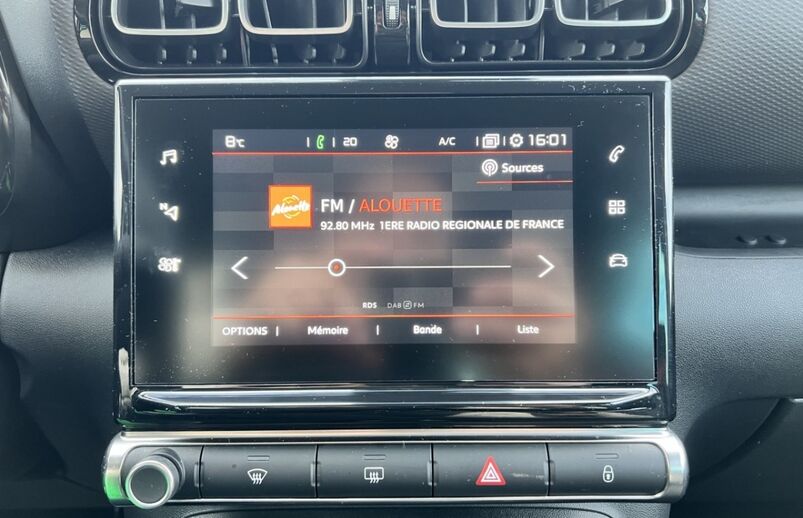 8°C 20 A/C 16:01
Sources
Alouette
FM / ALOUETTE
92.80 MHz 1ERE RADIO REGIONALE DE FRANCE
N
RDS DAB FM
OPTIONS Mémoire Bande Liste